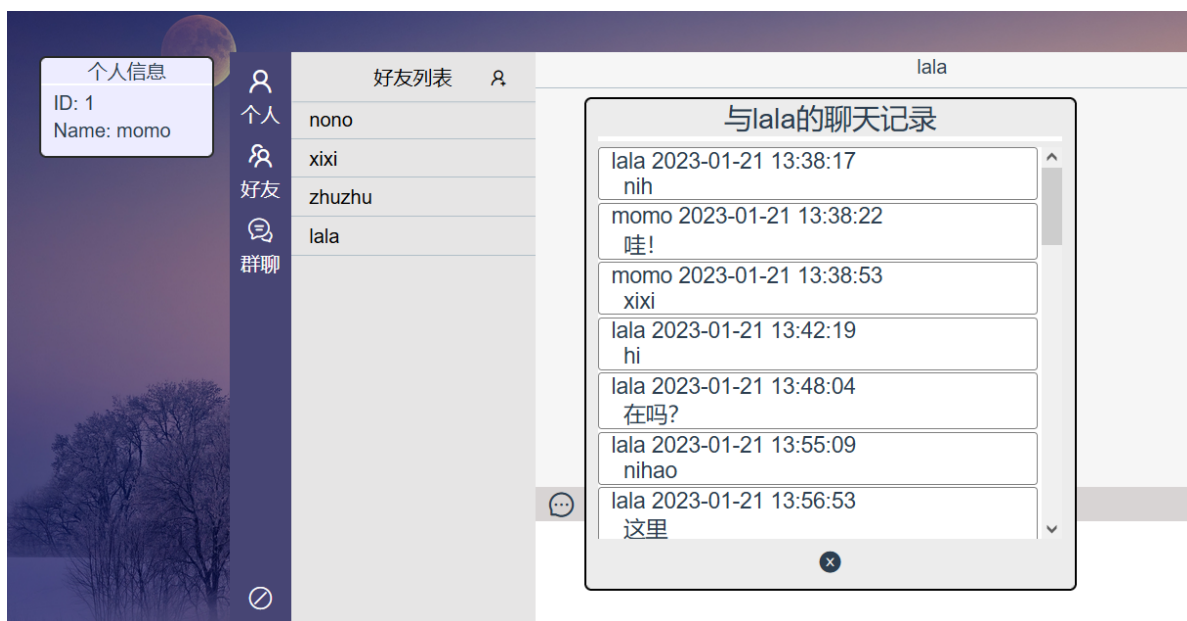 个人信息
ID: 1
Name: momo
个人
好友
群聊
好友列表
nono
xixi
zhuzhu
lala
lala
与lala的聊天记录
lala 2023-01-21 13:38:17
nih
momo 2023-01-21 13:38:22
哇!
momo 2023-01-21 13:38:53
xixi
lala 2023-01-21 13:42:19
hi
lala 2023-01-21 13:48:04
在吗?
lala 2023-01-21 13:55:09
nihao
lala 2023-01-21 13:56:53
这里